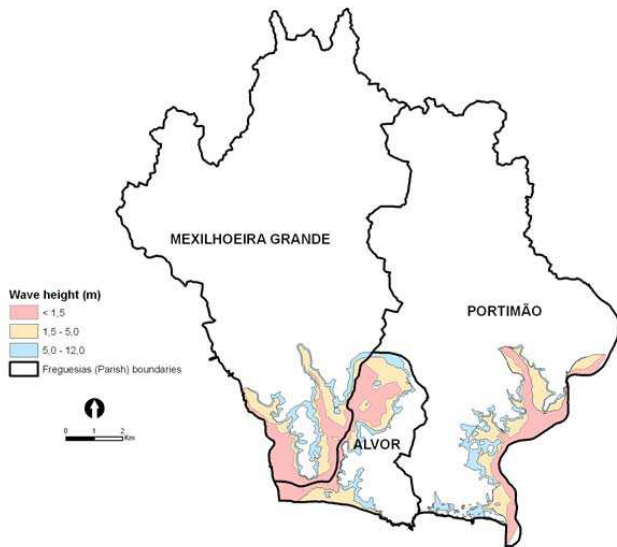 MEXILHOEIRA GRANDE
PORTIMÃO
ALVOR
Wave height (m)
< 1,5
1,5 - 5,0
5,0 - 12,0
Freguesias (Parish) boundaries
0 1 2
Km